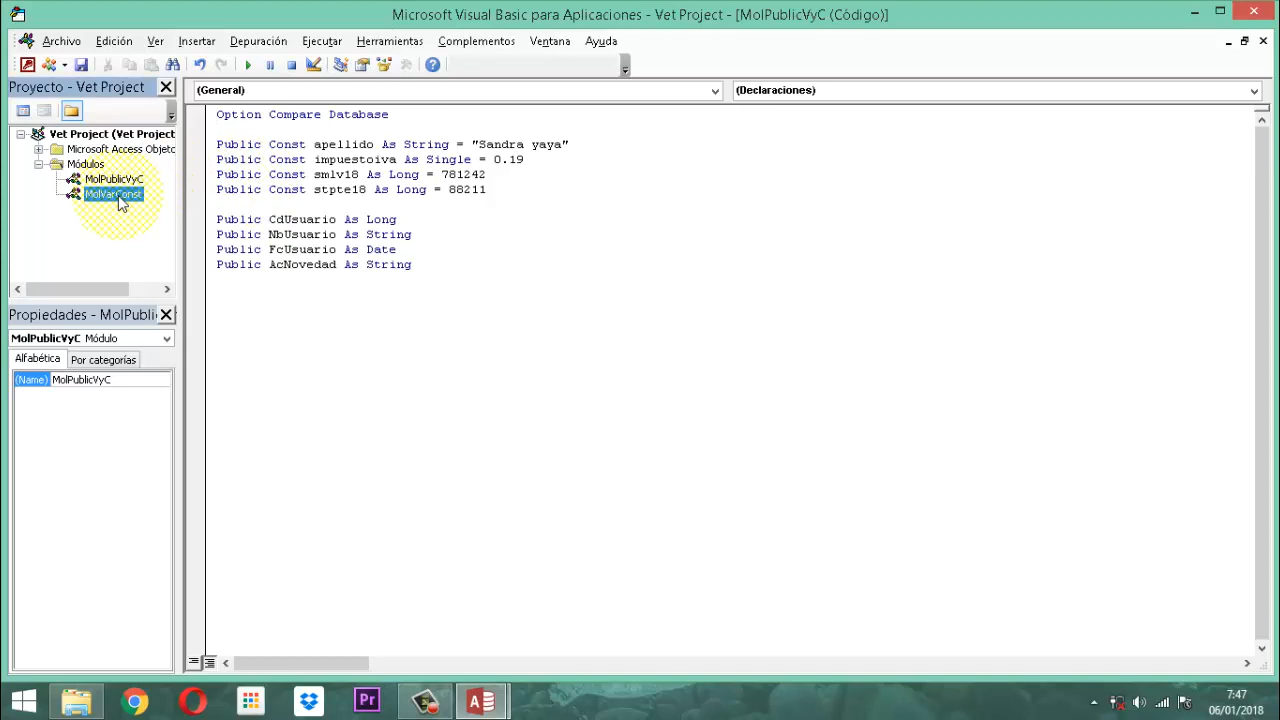 Microsoft Visual Basic para Aplicaciones - Vet Project - [MolPublicVyC (Código)]
Archivo Edición Ver Insertar Depuración Ejecutar Herramientas Complementos Ventana Ayuda
Proyecto - Vet Project
Vet Project (Vet Project
Microsoft Access Objeto
Módulos
MolPublicVyC
MolVarConst
(General)
(Declaraciones)
Option Compare Database
Public Const apellido As String = "Sandra yaya"
Public Const impuestoiva As Single = 0.19
Public Const smlv18 As Long = 781242
Public Const stpte18 As Long = 88211
Public CdUsuario As Long
Public NbUsuario As String
Public FcUsuario As Date
Public AcNovedad As String
Propiedades - MolPublic
MolPublicVyC Módulo
Alfabética Por categorías
(Name) MolPublicVyC
Pr
7:47
06/01/2018